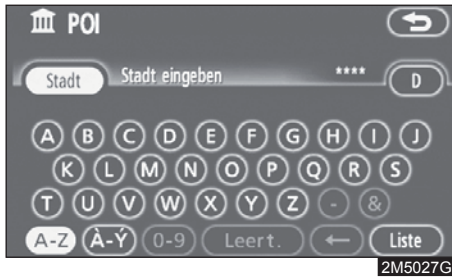 POI
Stadt Stadt eingeben **** D
A B C D E F G H I J
K L M N O P Q R S
T U V W X Y Z - &
A-Z À-Ý 0-9 Leert. ← Liste
2M5027G